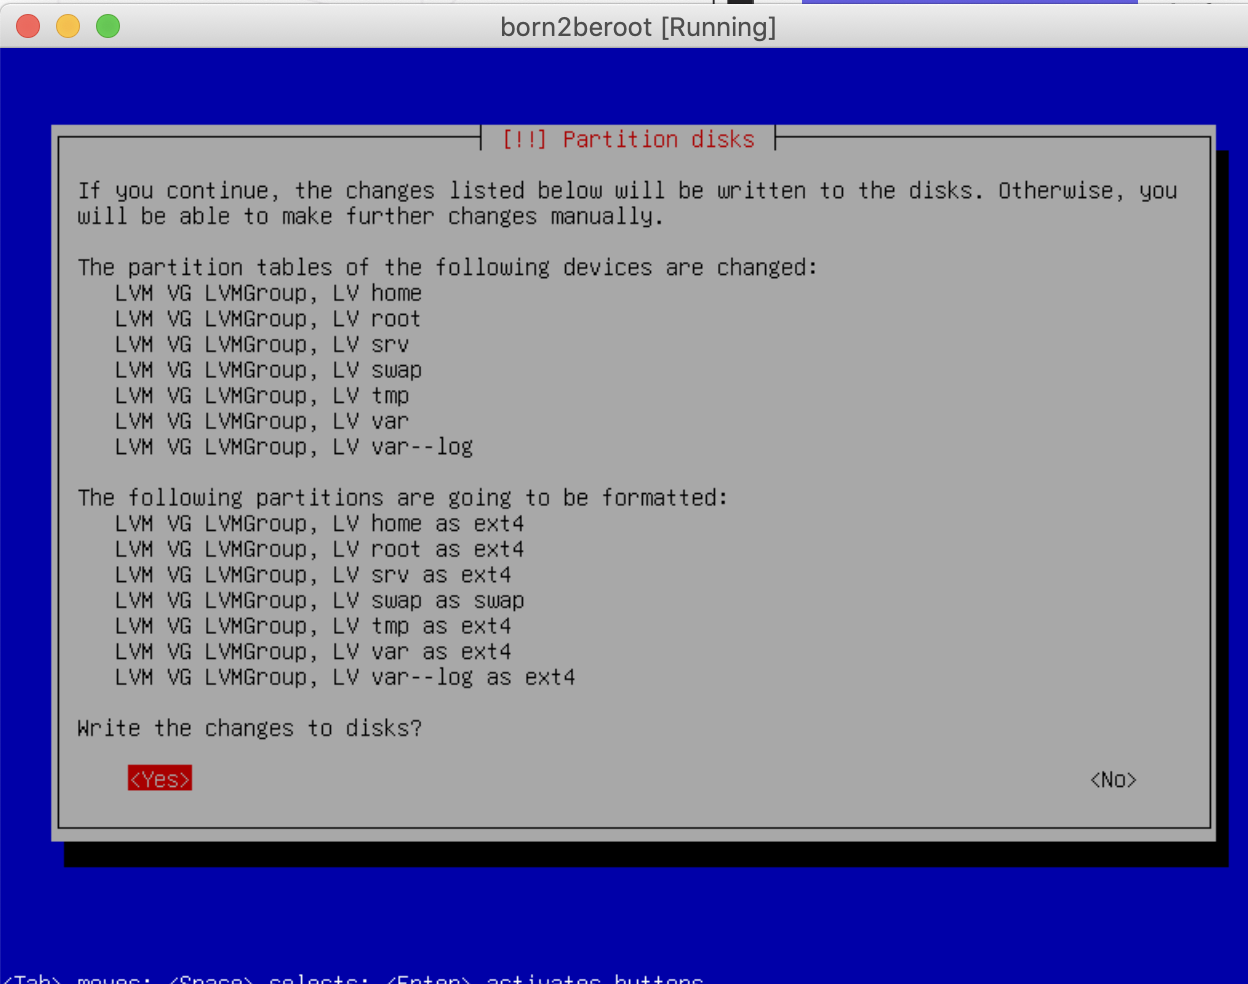 born2beroot [Running]
[!!] Partition disks
If you continue, the changes listed below will be written to the disks. Otherwise, you
will be able to make further changes manually.
The partition tables of the following devices are changed:
LVM VG LVMGroup, LV home
LVM VG LVMGroup, LV root
LVM VG LVMGroup, LV srv
LVM VG LVMGroup, LV swap
LVM VG LVMGroup, LV tmp
LVM VG LVMGroup, LV var
LVM VG LVMGroup, LV var--log
The following partitions are going to be formatted:
LVM VG LVMGroup, LV home as ext4
LVM VG LVMGroup, LV root as ext4
LVM VG LVMGroup, LV srv as ext4
LVM VG LVMGroup, LV swap as swap
LVM VG LVMGroup, LV tmp as ext4
LVM VG LVMGroup, LV var as ext4
LVM VG LVMGroup, LV var--log as ext4
Write the changes to disks?
<Yes> <No>
<Tab> moves; <Space> selects; <Enter> activates buttons